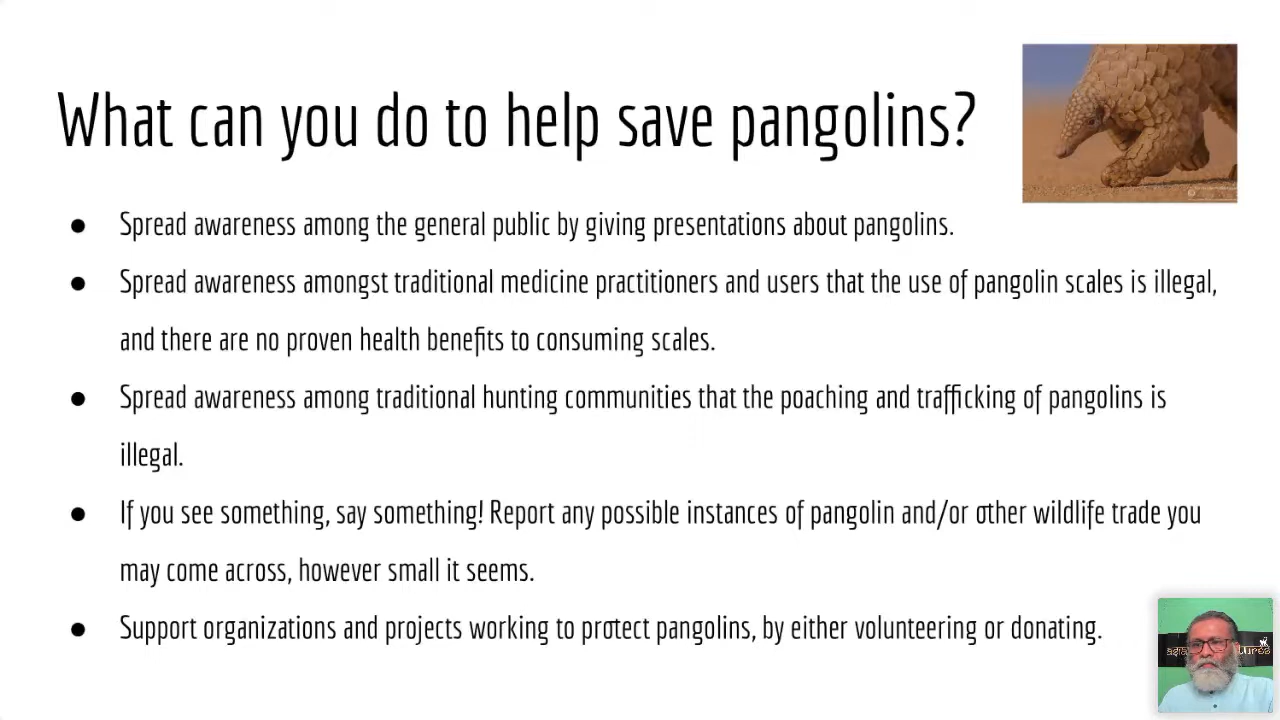 What can you do to help save pangolins?
● Spread awareness among the general public by giving presentations about pangolins.
● Spread awareness amongst traditional medicine practitioners and users that the use of pangolin scales is illegal,
and there are no proven health benefits to consuming scales.
● Spread awareness among traditional hunting communities that the poaching and trafficking of pangolins is
illegal.
● If you see something, say something! Report any possible instances of pangolin and/or other wildlife trade you
may come across, however small it seems.
● Support organizations and projects working to protect pangolins, by either volunteering or donating.